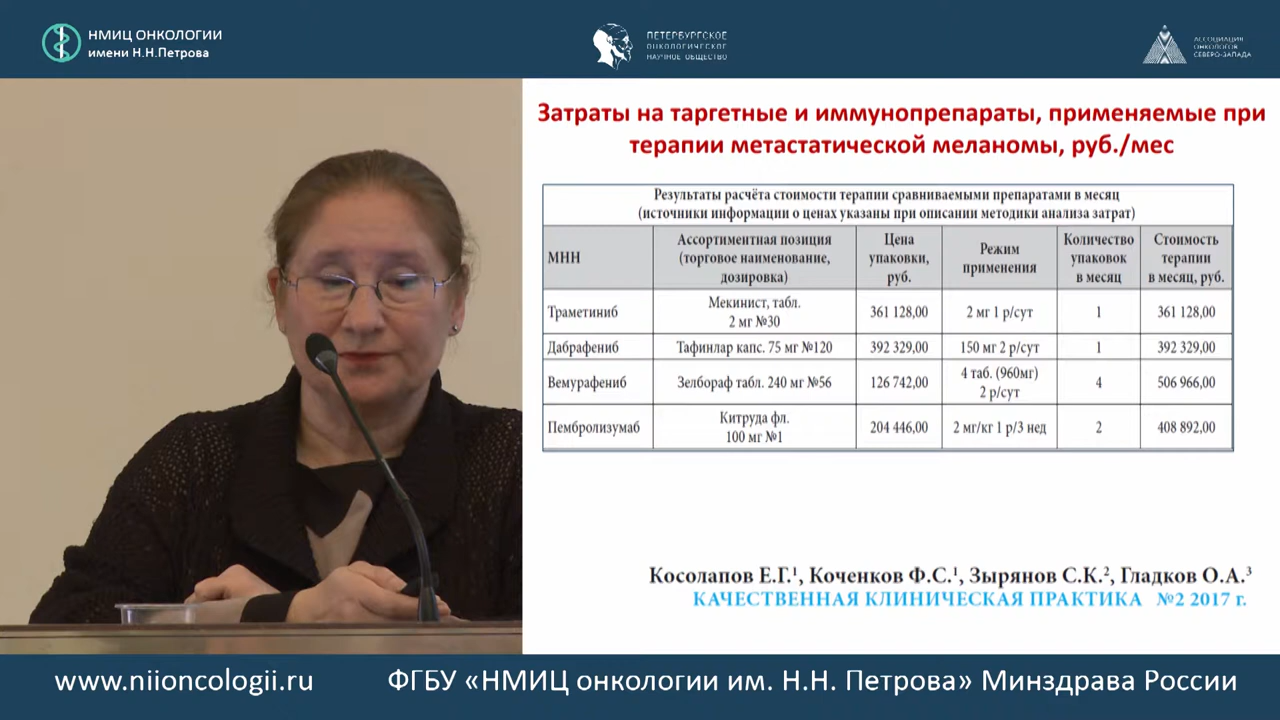 НМИЦ ОНКОЛОГИИ
имени Н.Н.Петрова
ПЕТЕРБУРГСКОЕ
ОНКОЛОГИЧЕСКОЕ
НАУЧНОЕ ОБЩЕСТВО
АССОЦИАЦИЯ
ОНКОЛОГОВ
СЕВЕРО-ЗАПАДА
Затраты на таргетные и иммунопрепараты, применяемые при
терапии метастатической меланомы, руб./мес
Результаты расчёта стоимости терапии сравниваемыми препаратами в месяц
(источники информации о ценах указаны при описании методики анализа затрат)
МНН
Ассортиментная позиция
(торговое наименование,
дозировка)
Цена
упаковки,
руб.
Режим
применения
Количество
упаковок
в месяц
Стоимость
терапии
в месяц, руб.
Траметиниб
Мекинист, табл.
2 мг №30
361 128,00
2 мг 1 р/сут
1
361 128,00
Дабрафениб
Тафинлар капс. 75 мг №120
392 329,00
150 мг 2 р/сут
1
392 329,00
Вемурафениб
Зелбораф табл. 240 мг №56
126 742,00
4 таб. (960мг)
2 р/сут
4
506 966,00
Пембролизумаб
Китруда фл.
100 мг №1
204 446,00
2 мг/кг 1 р/3 нед
2
408 892,00
Косолапов Е.Г.¹, Коченков Ф.С.¹, Зырянов С.К.², Гладков О.А.³
КАЧЕСТВЕННАЯ КЛИНИЧЕСКАЯ ПРАКТИКА №2 2017 г.
www.niioncologii.ru
ФГБУ «НМИЦ онкологии им. Н.Н. Петрова» Минздрава России